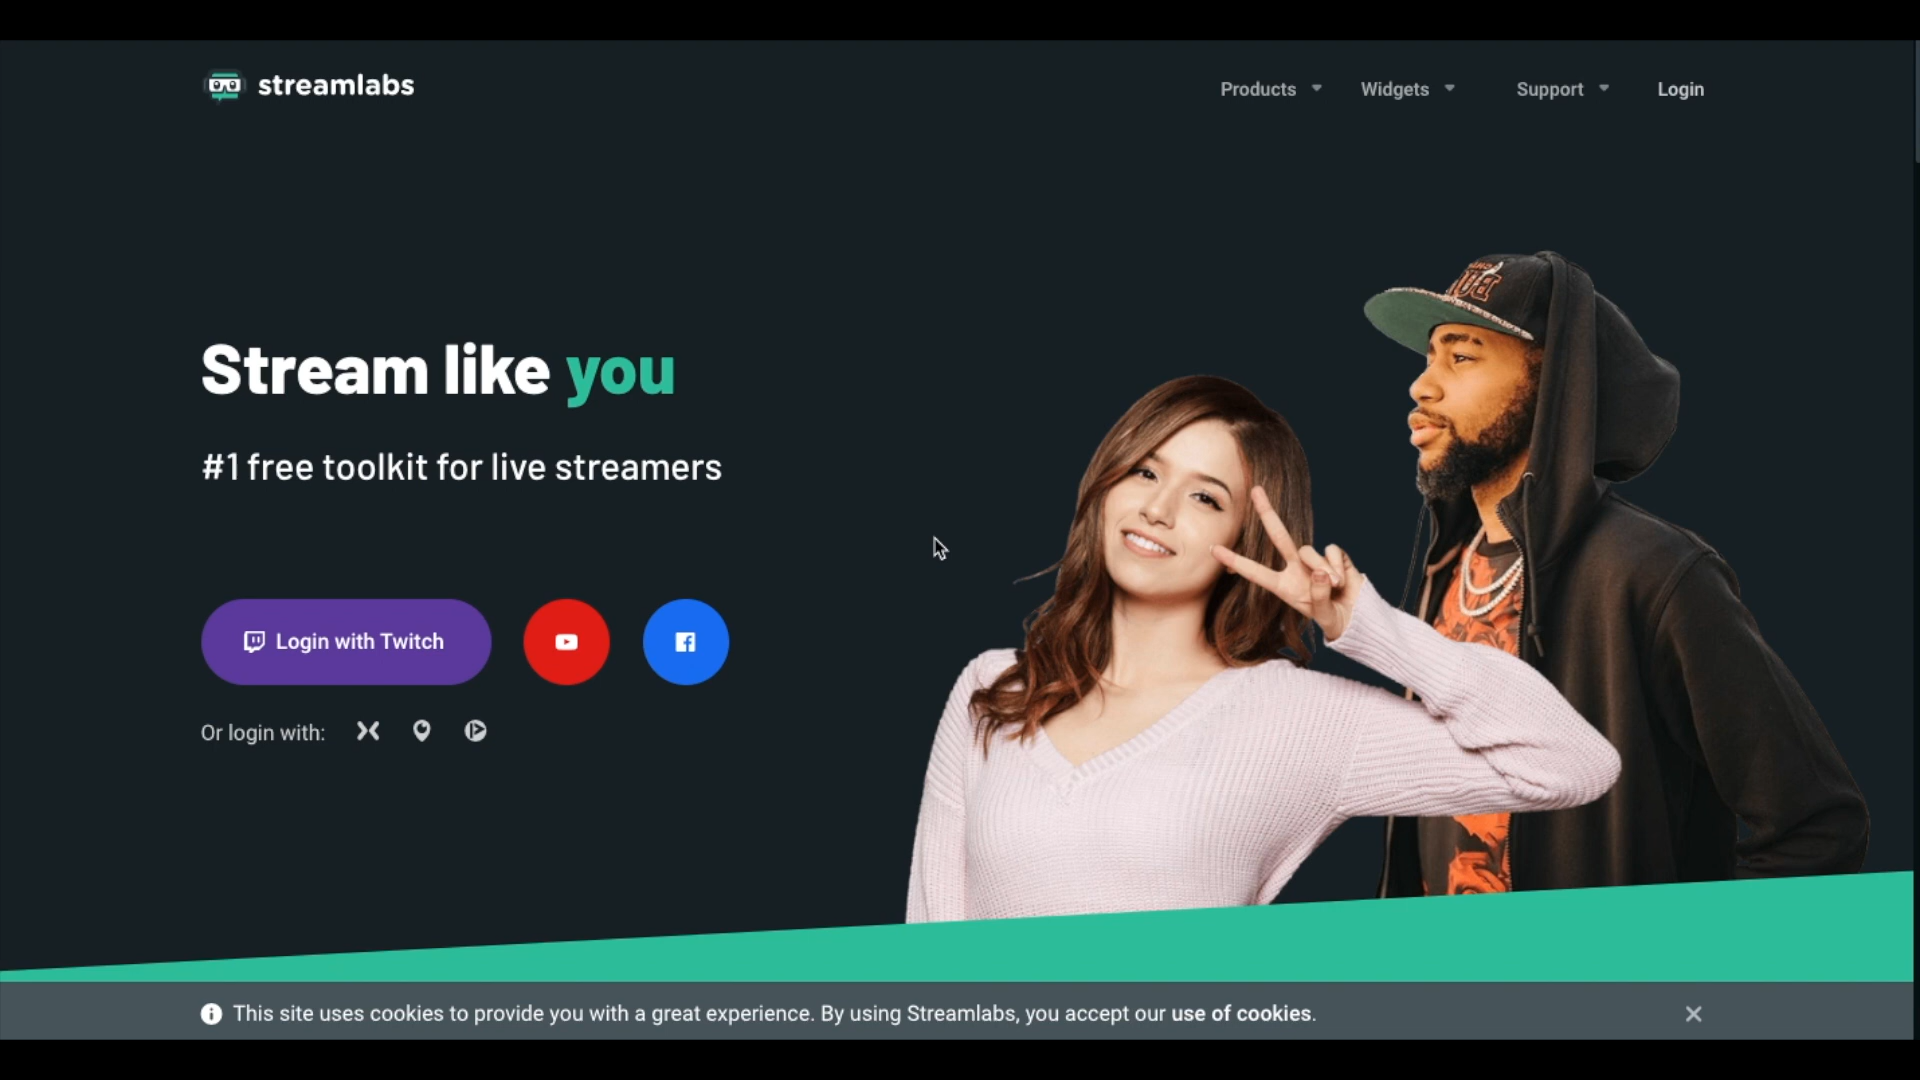 streamlabs
Products
Widgets
Support
Login
Stream like you
#1 free toolkit for live streamers
Login with Twitch
Or login with:
This site uses cookies to provide you with a great experience. By using Streamlabs, you accept our use of cookies.